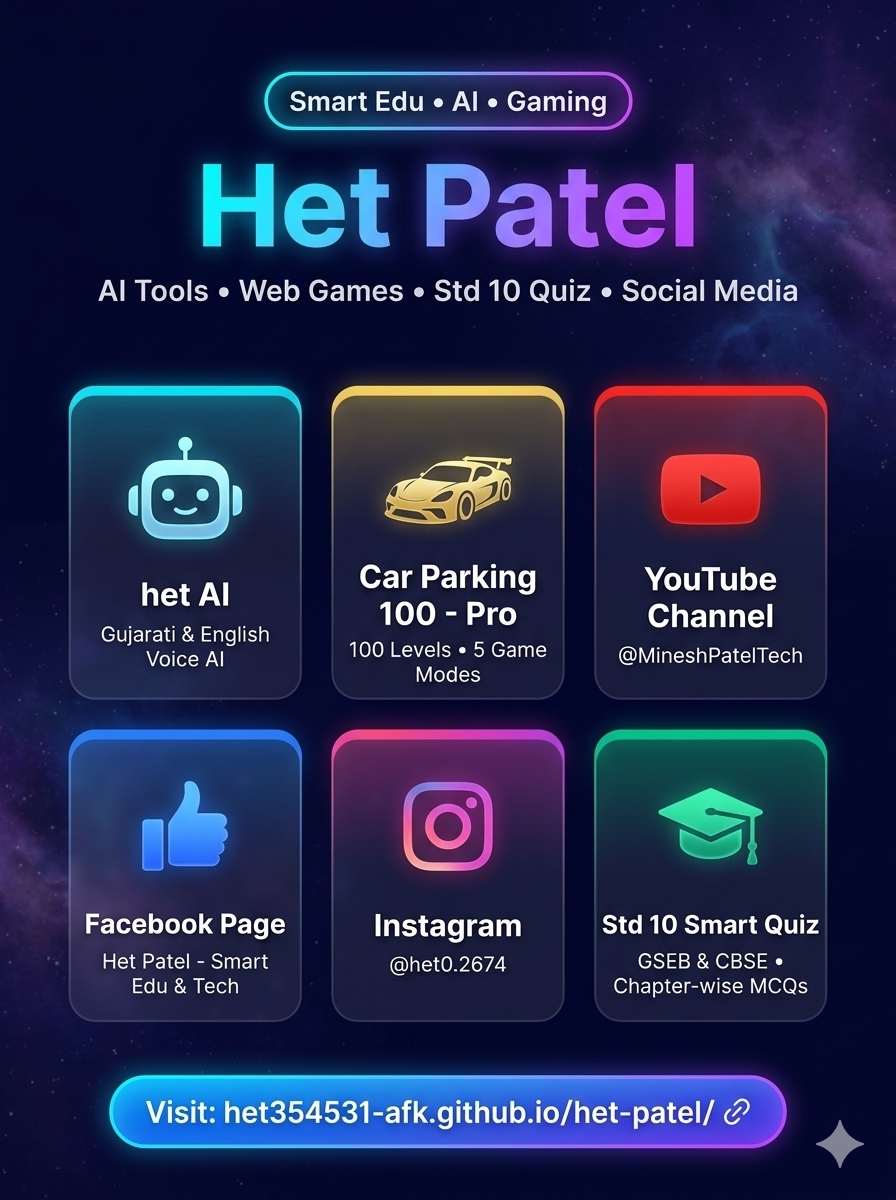 Smart Edu • AI • Gaming
Het Patel
AI Tools • Web Games • Std 10 Quiz • Social Media
het AI
Gujarati & English
Voice AI
Car Parking
100 - Pro
100 Levels • 5 Game
Modes
YouTube
Channel
@MineshPatelTech
Facebook Page
Het Patel - Smart
Edu & Tech
Instagram
@het0.2674
Std 10 Smart Quiz
GSEB & CBSE •
Chapter-wise MCQs
Visit: het354531-afk.github.io/het-patel/